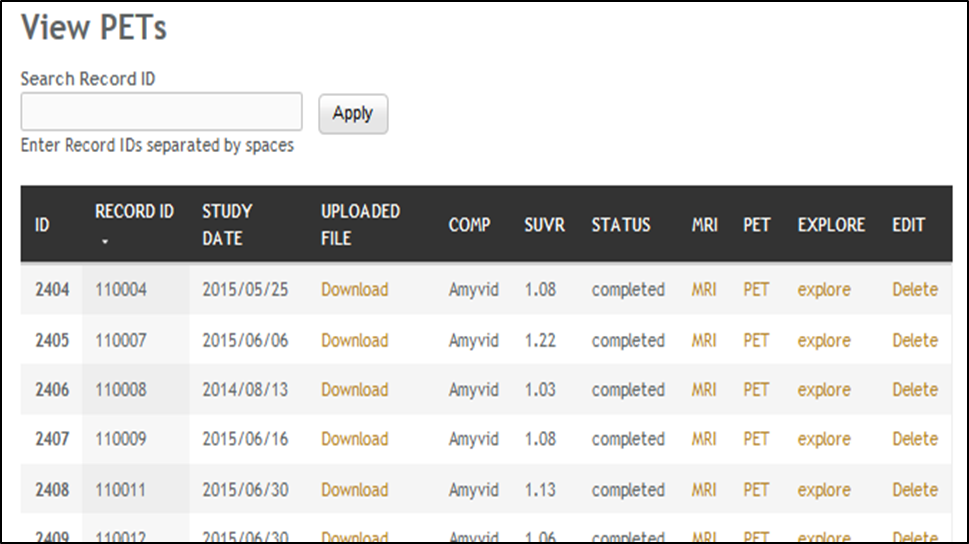 View PETs
Search Record ID
Apply
Enter Record IDs separated by spaces
ID RECORD ID STUDY DATE UPLOADED FILE COMP SUVR STATUS MRI PET EXPLORE EDIT
2404 110004 2015/05/25 Download Amyvid 1.08 completed MRI PET explore Delete
2405 110007 2015/06/06 Download Amyvid 1.22 completed MRI PET explore Delete
2406 110008 2014/08/13 Download Amyvid 1.03 completed MRI PET explore Delete
2407 110009 2015/06/16 Download Amyvid 1.08 completed MRI PET explore Delete
2408 110011 2015/06/30 Download Amyvid 1.13 completed MRI PET explore Delete
2409 110012 2015/06/30 Download Amyvid 1.06 completed MRI PET explore Delete